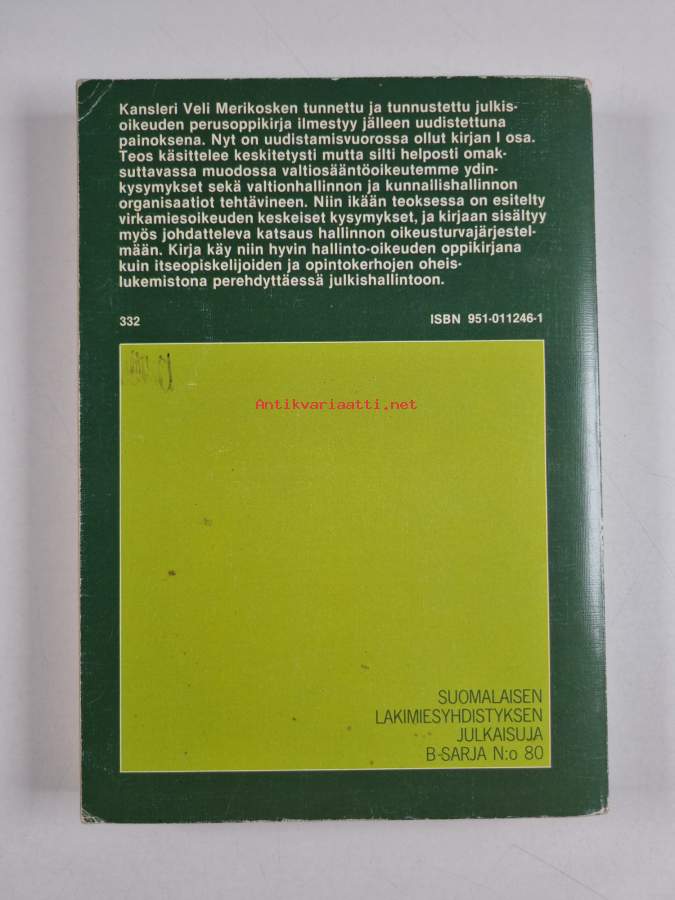 Kansleri Veli Merikosken tunnettu ja tunnustettu julkis-
oikeuden perusoppikirja ilmestyy jälleen uudistettuna
painoksena. Nyt on uudistamisvuorossa ollut kirjan I osa.
Teos käsittelee keskitetysti mutta silti helposti omak-
suttavassa muodossa valtiosääntöoikeutemme ydin-
kysymykset sekä valtionhallinnon ja kunnallishallinnon
organisaatiot tehtävineen. Niin ikään teoksessa on esitelty
virkamiesoikeuden keskeiset kysymykset, ja kirjaan sisältyy
myös johdatteleva katsaus hallinnon oikeusturvajärjestel-
mään. Kirja käy niin hyvin hallinto-oikeuden oppikirjana
kuin itseopiskelijoiden ja opintokerhojen oheis-
lukemistona perehdyttäessä julkishallintoon.
332 ISBN 951-011246-1
Antikvariaatti.net
SUOMALAISEN
LAKIMIESYHDISTYKSEN
JULKAISUJA
B-SARJA N:o 80